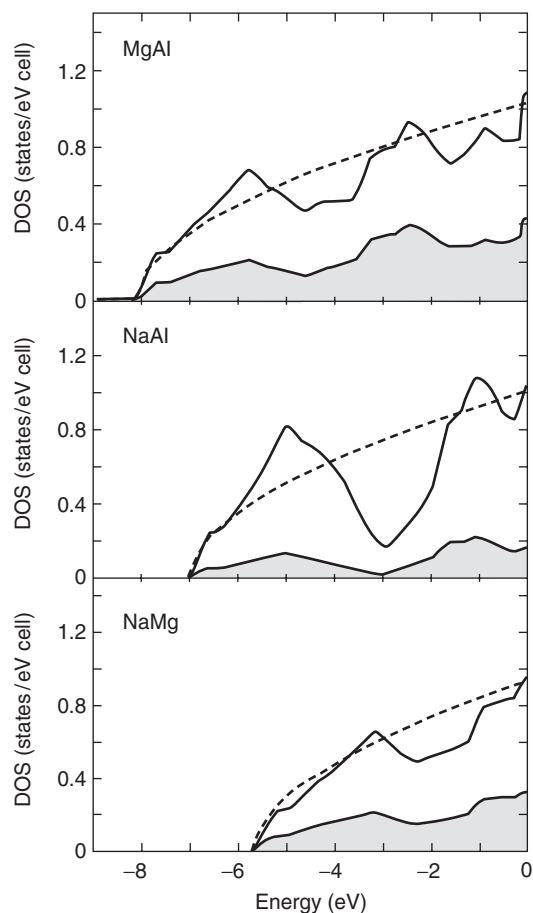 MgAl
DOS (states/eV cell)
1.2
0.8
0.4
0
NaAl
DOS (states/eV cell)
1.2
0.8
0.4
0
NaMg
DOS (states/eV cell)
1.2
0.8
0.4
0
−8 −6 −4 −2 0
Energy (eV)